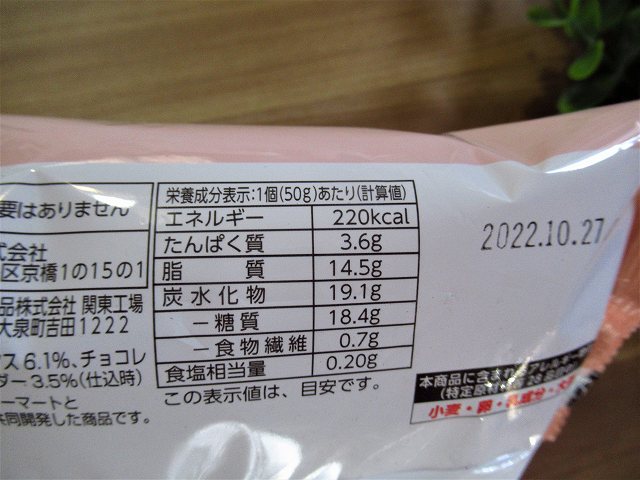 要はありません
式会社
区京橋1の15の1
品株式会社 関東工場
大泉町吉田1222
ス6.1%、チョコレ
ダー3.5%(仕込時)
ーマートと
共同開発した商品です。
栄養成分表示:1個(50g)あたり(計算値)
エネルギー 220kcal
たんぱく質 3.6g
脂質 14.5g
炭水化物 19.1g
−糖質 18.4g
−食物繊維 0.7g
食塩相当量 0.20g
この表示値は、目安です。
2022.10.27
本商品に含まれるアレルギー
(特定原
小麦・卵・乳成分・大